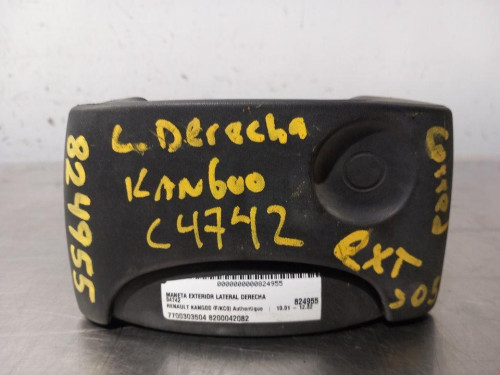 L Derecha
KANGOO
C4742
EXT
824955
0000000000824955
MANETA EXTERIOR LATERAL DERECHA
04742
824955
RENAULT KANGOO (F/KC0) Authentique | 10.01 - 12.02
7700303504 8200042082